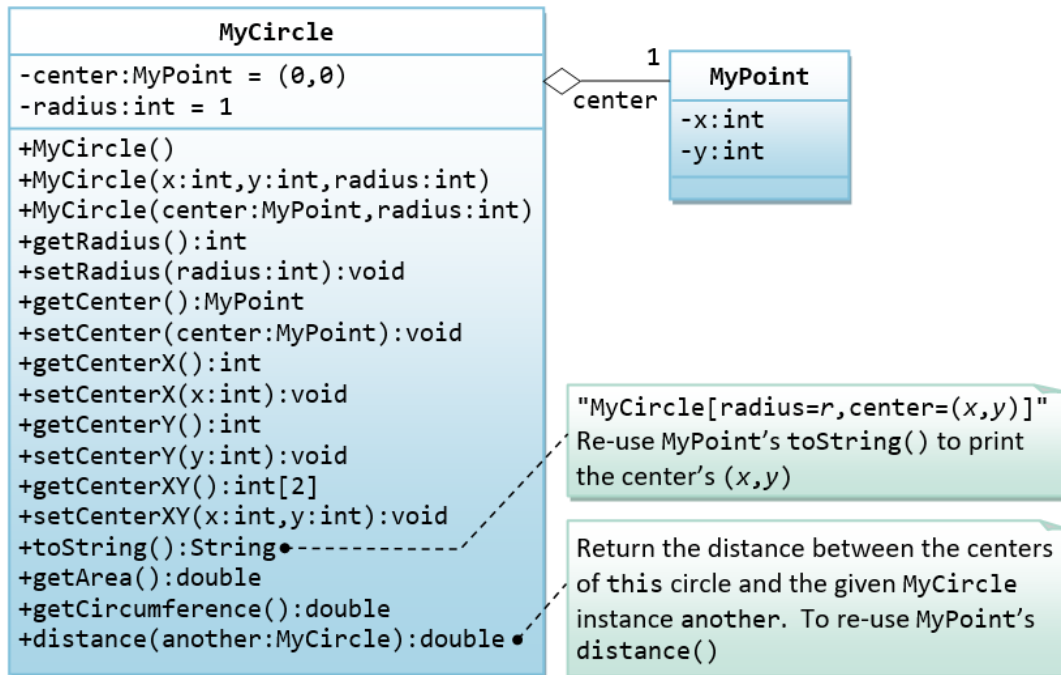 MyCircle
-center:MyPoint = (0,0)
-radius:int = 1
+MyCircle()
+MyCircle(x:int,y:int,radius:int)
+MyCircle(center:MyPoint,radius:int)
+getRadius():int
+setRadius(radius:int):void
+getCenter():MyPoint
+setCenter(center:MyPoint):void
+getCenterX():int
+setCenterX(x:int):void
+getCenterY():int
+setCenterY(y:int):void
+getCenterXY():int[2]
+setCenterXY(x:int,y:int):void
+toString():String
+getArea():double
+getCircumference():double
+distance(another:MyCircle):double
1
center
MyPoint
-x:int
-y:int
"MyCircle[radius=r,center=(x,y)]"
Re-use MyPoint's toString() to print
the center's (x,y)
Return the distance between the centers
of this circle and the given MyCircle
instance another. To re-use MyPoint's
distance()